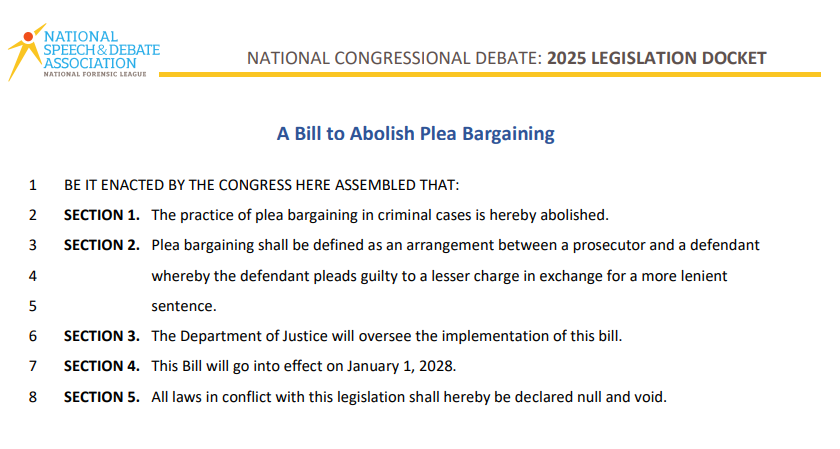 NATIONAL
SPEECH & DEBATE
ASSOCIATION
NATIONAL FORENSIC LEAGUE
NATIONAL CONGRESSIONAL DEBATE: 2025 LEGISLATION DOCKET
A Bill to Abolish Plea Bargaining
1 BE IT ENACTED BY THE CONGRESS HERE ASSEMBLED THAT:
2 SECTION 1. The practice of plea bargaining in criminal cases is hereby abolished.
3 SECTION 2. Plea bargaining shall be defined as an arrangement between a prosecutor and a defendant
4 whereby the defendant pleads guilty to a lesser charge in exchange for a more lenient
5 sentence.
6 SECTION 3. The Department of Justice will oversee the implementation of this bill.
7 SECTION 4. This Bill will go into effect on January 1, 2028.
8 SECTION 5. All laws in conflict with this legislation shall hereby be declared null and void.